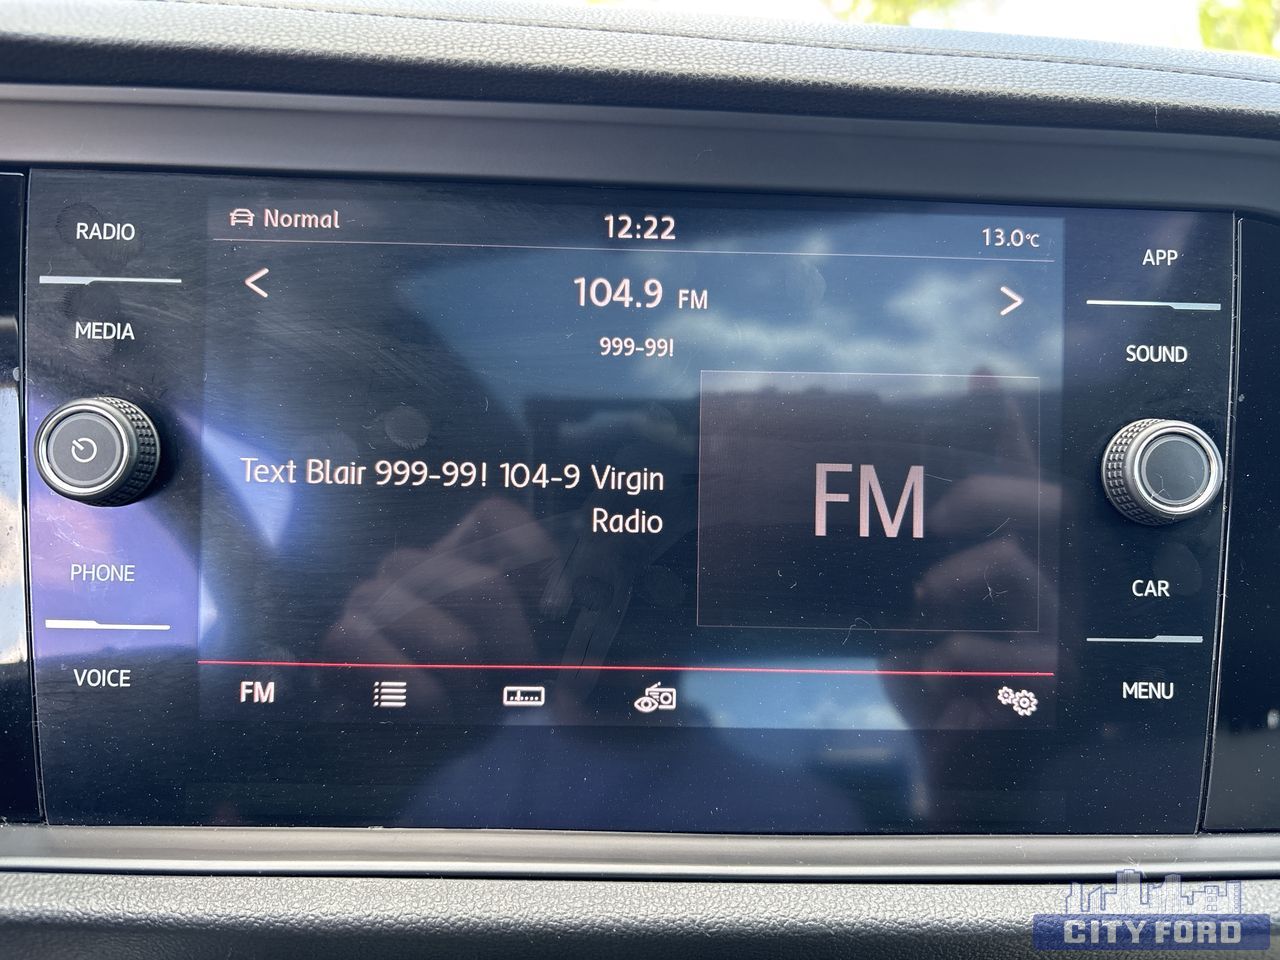 RADIO
MEDIA
PHONE
VOICE
Normal
12:22
13.0°C
104.9 FM
999-99!
Text Blair 999-99! 104-9 Virgin
Radio
FM
FM
APP
SOUND
CAR
MENU
CITY FORD